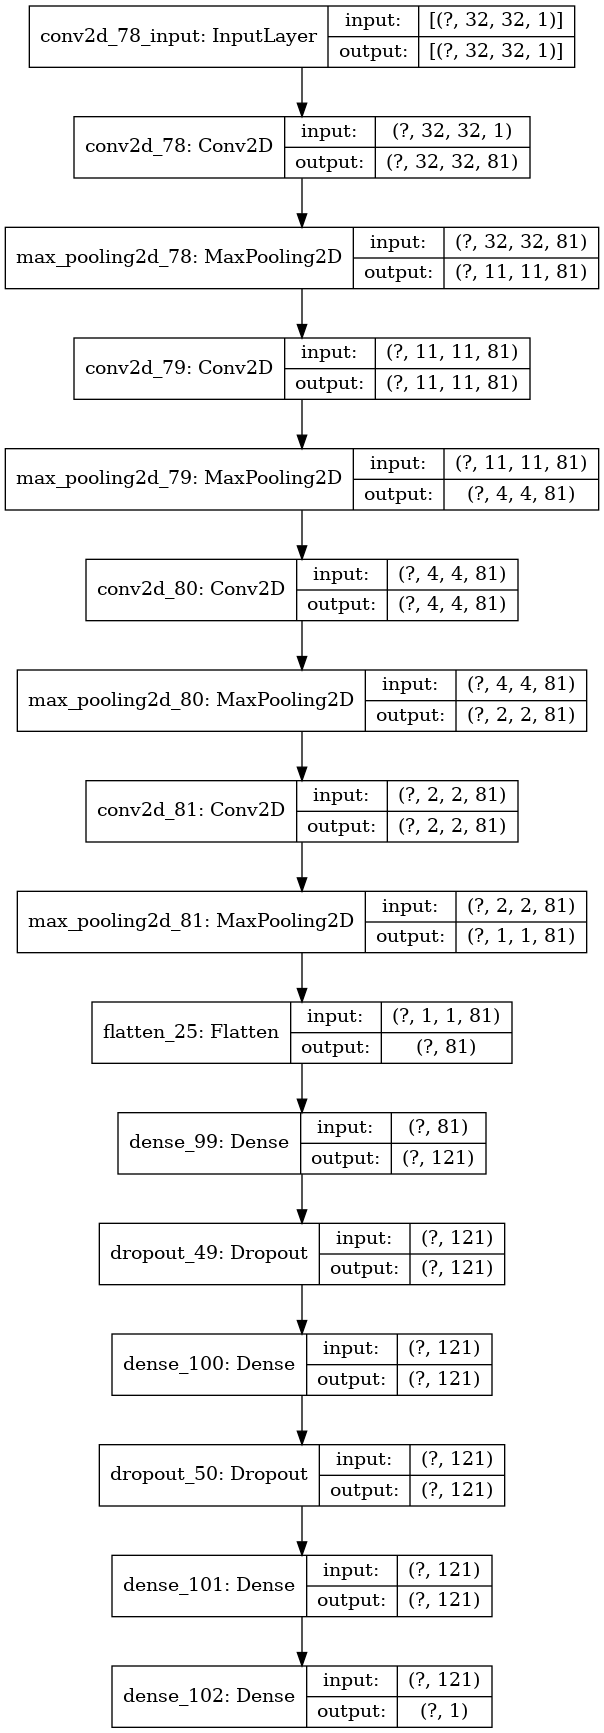 conv2d_78_input: InputLayer input: [(?, 32, 32, 1)]
output: [(?, 32, 32, 1)]
conv2d_78: Conv2D input: (?, 32, 32, 1)
output: (?, 32, 32, 81)
max_pooling2d_78: MaxPooling2D input: (?, 32, 32, 81)
output: (?, 11, 11, 81)
conv2d_79: Conv2D input: (?, 11, 11, 81)
output: (?, 11, 11, 81)
max_pooling2d_79: MaxPooling2D input: (?, 11, 11, 81)
output: (?, 4, 4, 81)
conv2d_80: Conv2D input: (?, 4, 4, 81)
output: (?, 4, 4, 81)
max_pooling2d_80: MaxPooling2D input: (?, 4, 4, 81)
output: (?, 2, 2, 81)
conv2d_81: Conv2D input: (?, 2, 2, 81)
output: (?, 2, 2, 81)
max_pooling2d_81: MaxPooling2D input: (?, 2, 2, 81)
output: (?, 1, 1, 81)
flatten_25: Flatten input: (?, 1, 1, 81)
output: (?, 81)
dense_99: Dense input: (?, 81)
output: (?, 121)
dropout_49: Dropout input: (?, 121)
output: (?, 121)
dense_100: Dense input: (?, 121)
output: (?, 121)
dropout_50: Dropout input: (?, 121)
output: (?, 121)
dense_101: Dense input: (?, 121)
output: (?, 121)
dense_102: Dense input: (?, 121)
output: (?, 1)